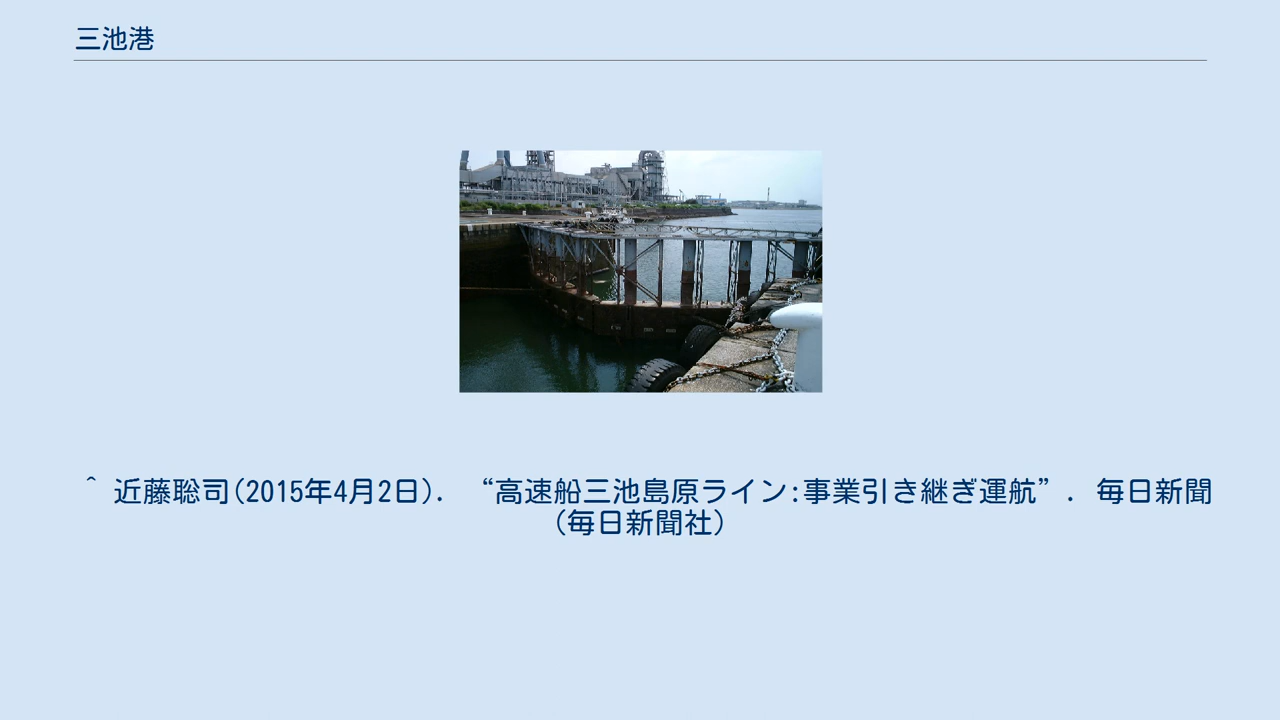 三池港
^ 近藤聡司(2015年4月2日). “高速船三池島原ライン:事業引き継ぎ運航”. 毎日新聞
(毎日新聞社)